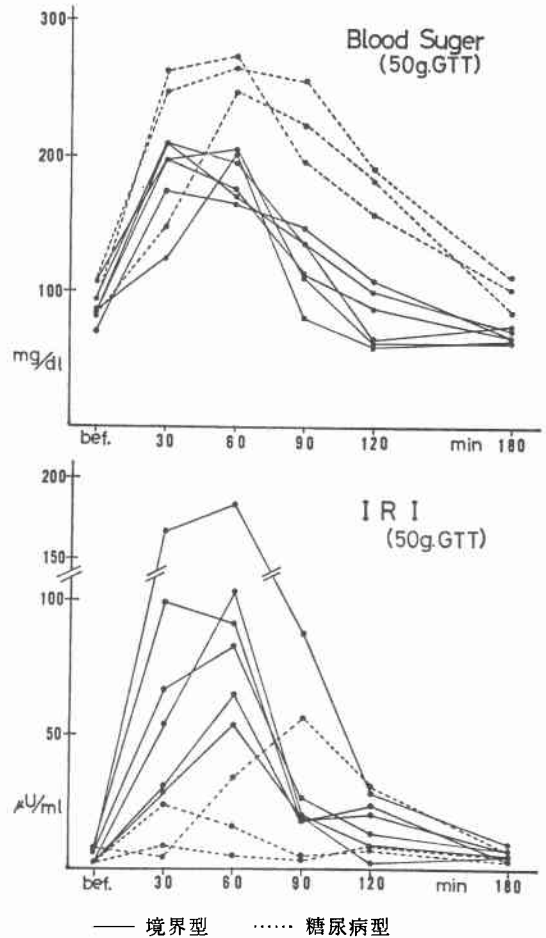 300
Blood Suger
(50g.GTT)
200
100
mg/dl
bef. 30 60 90 120 min 180
200
I R I
(50g.GTT)
150
100
50
μU/ml
bef. 30 60 90 120 min 180
—— 境界型 ...... 糖尿病型